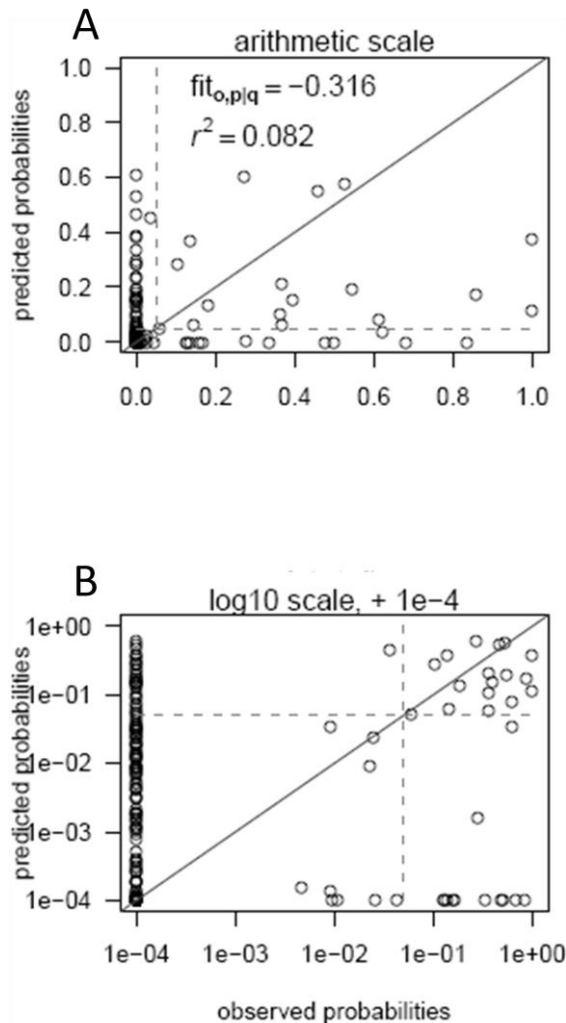 A
arithmetic scale
predicted probabilities
1.0
0.8
0.6
0.4
0.2
0.0
fito,p|q = −0.316
r² = 0.082
0.0 0.2 0.4 0.6 0.8 1.0
B
log10 scale, + 1e−4
predicted probabilities
1e+00
1e−01
1e−02
1e−03
1e−04
1e−04 1e−03 1e−02 1e−01 1e+00
observed probabilities